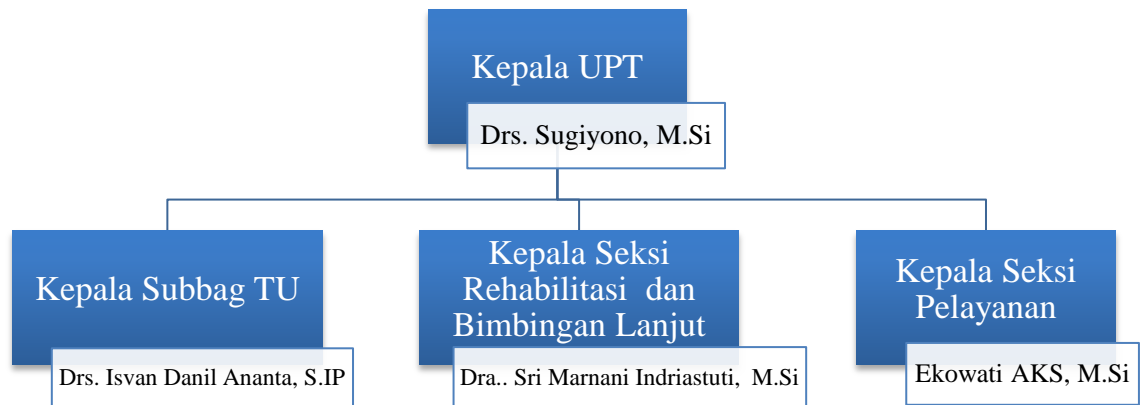 Kepala UPT
Drs. Sugiyono, M.Si
Kepala Subbag TU
Drs. Isvan Danil Ananta, S.IP
Kepala Seksi
Rehabilitasi dan
Bimbingan Lanjut
Dra.. Sri Marnani Indriastuti, M.Si
Kepala Seksi
Pelayanan
Ekowati AKS, M.Si